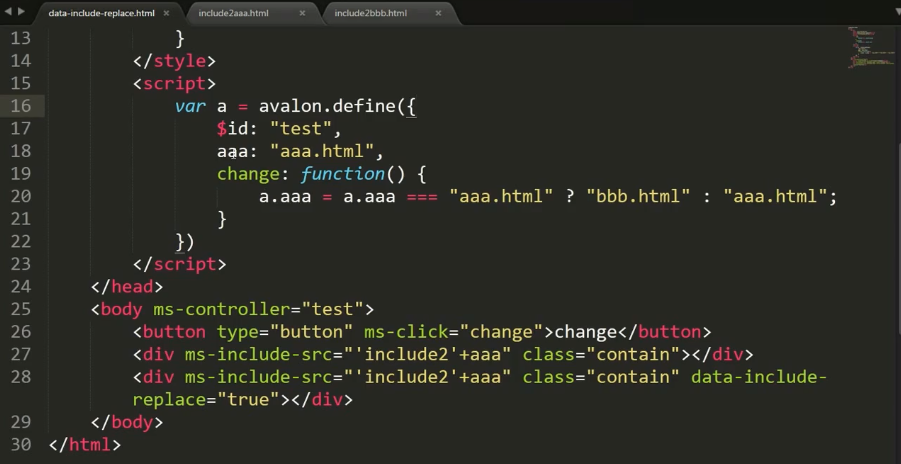 data-include-replace.html × include2aaa.html × include2bbb.html ×
13 }
14 </style>
15 <script>
16 var a = avalon.define({
17 $id: "test",
18 aaa: "aaa.html",
19 change: function() {
20 a.aaa = a.aaa === "aaa.html" ? "bbb.html" : "aaa.html";
21 }
22 })
23 </script>
24 </head>
25 <body ms-controller="test">
26 <button type="button" ms-click="change">change</button>
27 <div ms-include-src="'include2'+aaa" class="contain"></div>
28 <div ms-include-src="'include2'+aaa" class="contain" data-include-
replace="true"></div>
29 </body>
30 </html>